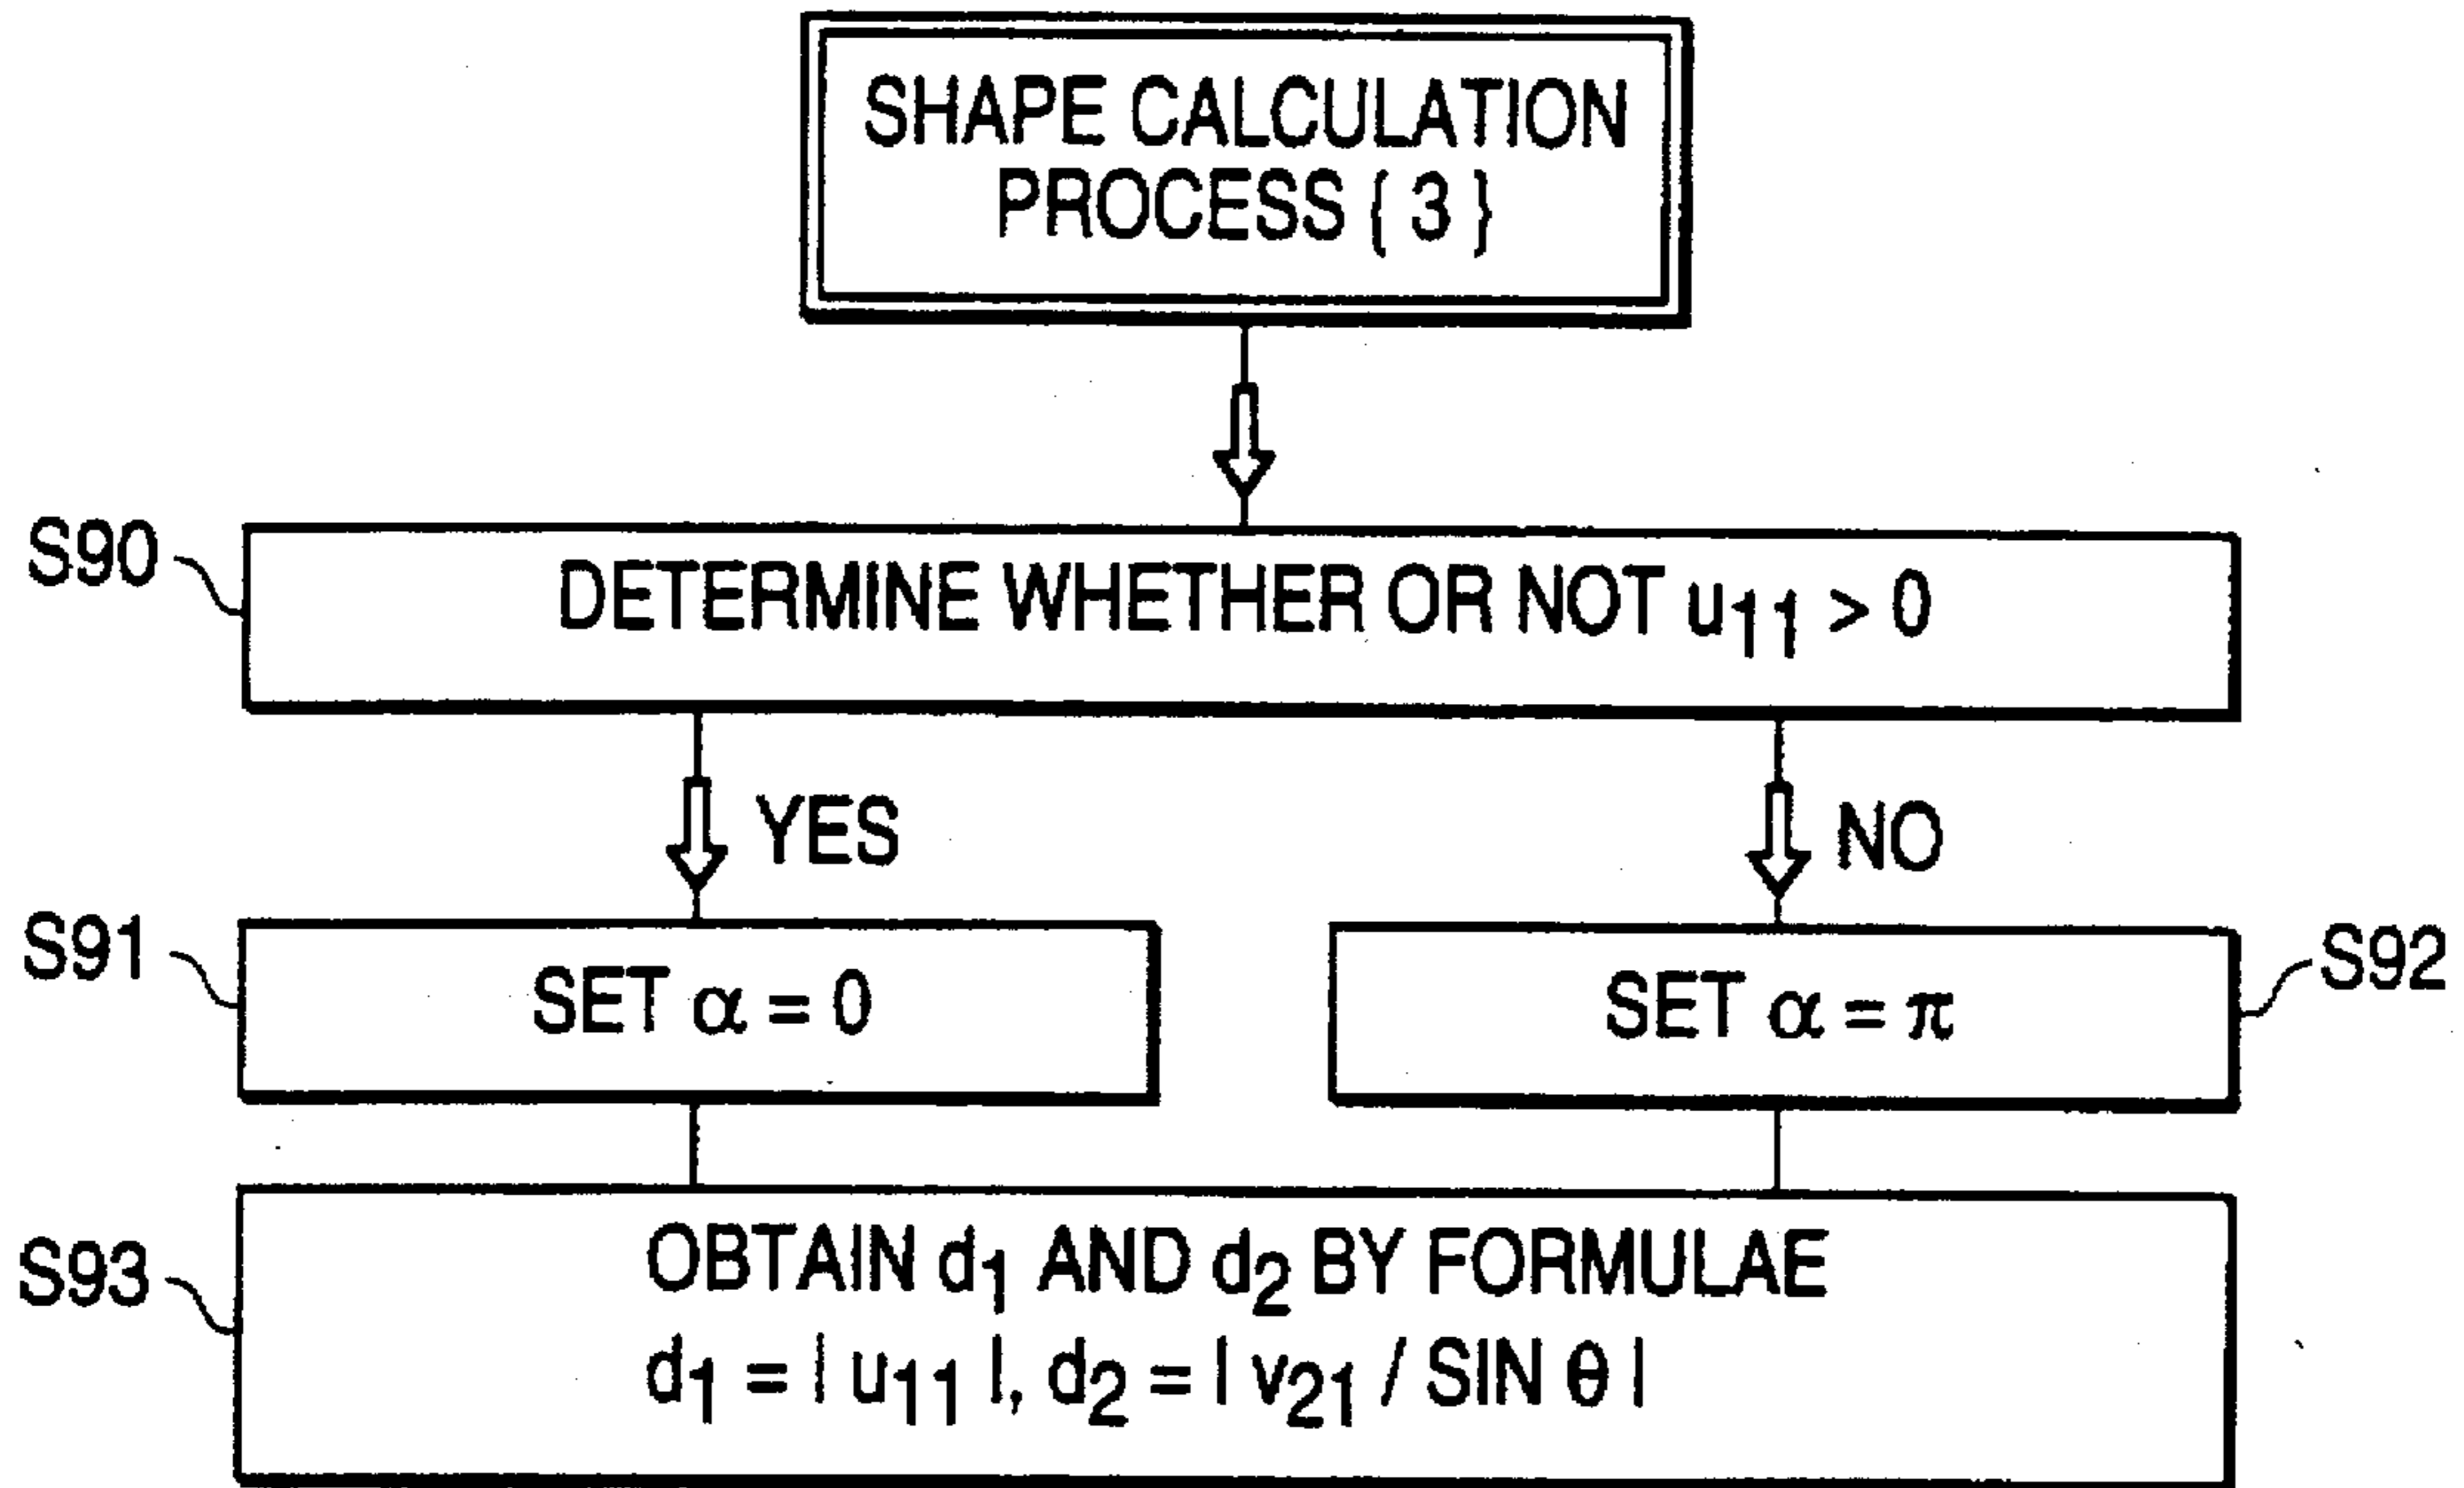 SHAPE CALCULATION
PROCESS { 3 }
S90
DETERMINE WHETHER OR NOT u₁₁ > 0
YES
NO
S91
SET α = 0
SET α = π
S92
S93
OBTAIN d₁ AND d₂ BY FORMULAE
d₁ = | u₁₁ |, d₂ = | v₂₁ / SIN θ |